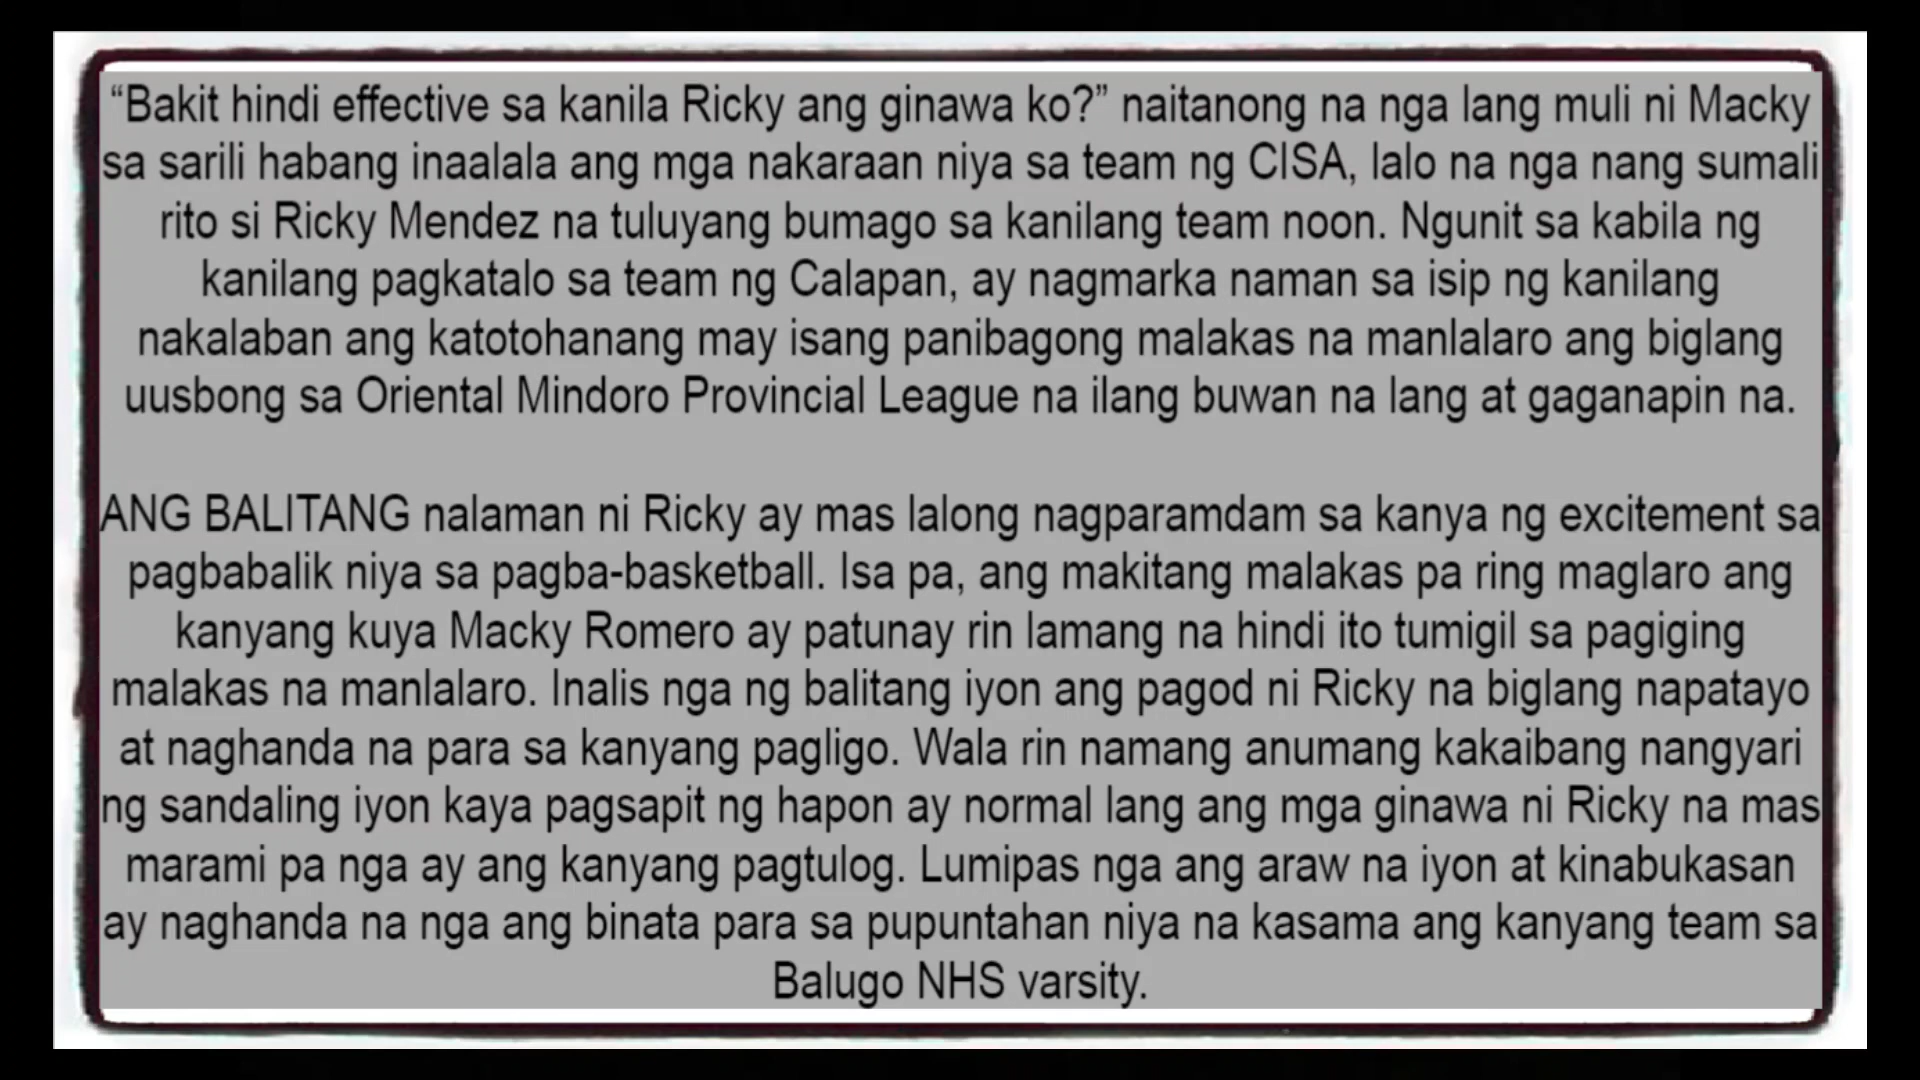 “Bakit hindi effective sa kanila Ricky ang ginawa ko?” naitanong na nga lang muli ni Macky
sa sarili habang inaalala ang mga nakaraan niya sa team ng CISA, lalo na nga nang sumali
rito si Ricky Mendez na tuluyang bumago sa kanilang team noon. Ngunit sa kabila ng
kanilang pagkatalo sa team ng Calapan, ay nagmarka naman sa isip ng kanilang
nakalaban ang katotohanang may isang panibagong malakas na manlalaro ang biglang
uusbong sa Oriental Mindoro Provincial League na ilang buwan na lang at gaganapin na.
ANG BALITANG nalaman ni Ricky ay mas lalong nagparamdam sa kanya ng excitement sa
pagbabalik niya sa pagba-basketball. Isa pa, ang makitang malakas pa ring maglaro ang
kanyang kuya Macky Romero ay patunay rin lamang na hindi ito tumigil sa pagiging
malakas na manlalaro. Inalis nga ng balitang iyon ang pagod ni Ricky na biglang napatayo
at naghanda na para sa kanyang pagligo. Wala rin namang anumang kakaibang nangyari
ng sandaling iyon kaya pagsapit ng hapon ay normal lang ang mga ginawa ni Ricky na mas
marami pa nga ay ang kanyang pagtulog. Lumipas nga ang araw na iyon at kinabukasan
ay naghanda na nga ang binata para sa pupuntahan niya na kasama ang kanyang team sa
Balugo NHS varsity.